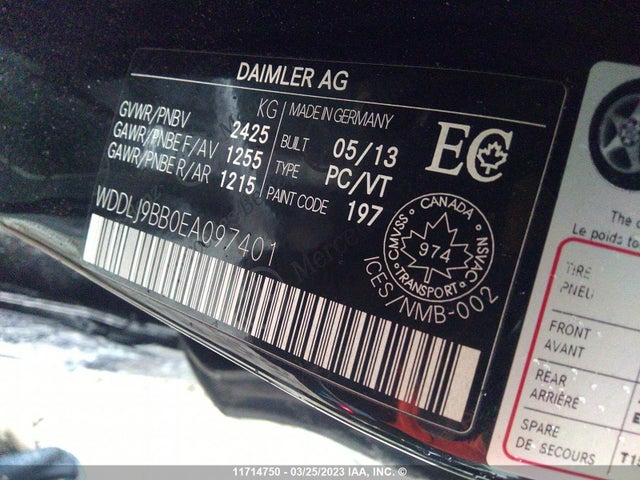 DAIMLER AG
GVWR/PNBV KG 2425
GAWR/PNBE F/AV 1255
GAWR/PNBE R/AR 1215
MADE IN GERMANY
BUILT 05/13
TYPE PC/VT
PAINT CODE 197
EC
WDDLJ9BB0EA097401
CANADA
CMVSS NSVAC
974
TRANSPORT
ICES/NMB-002
The
Le poids to
TIRE
PNEU
FRONT
AVANT
REAR
ARRIÈRE
SPARE
DE SECOURS
11714750 - 03/25/2023 IAA, INC. ©